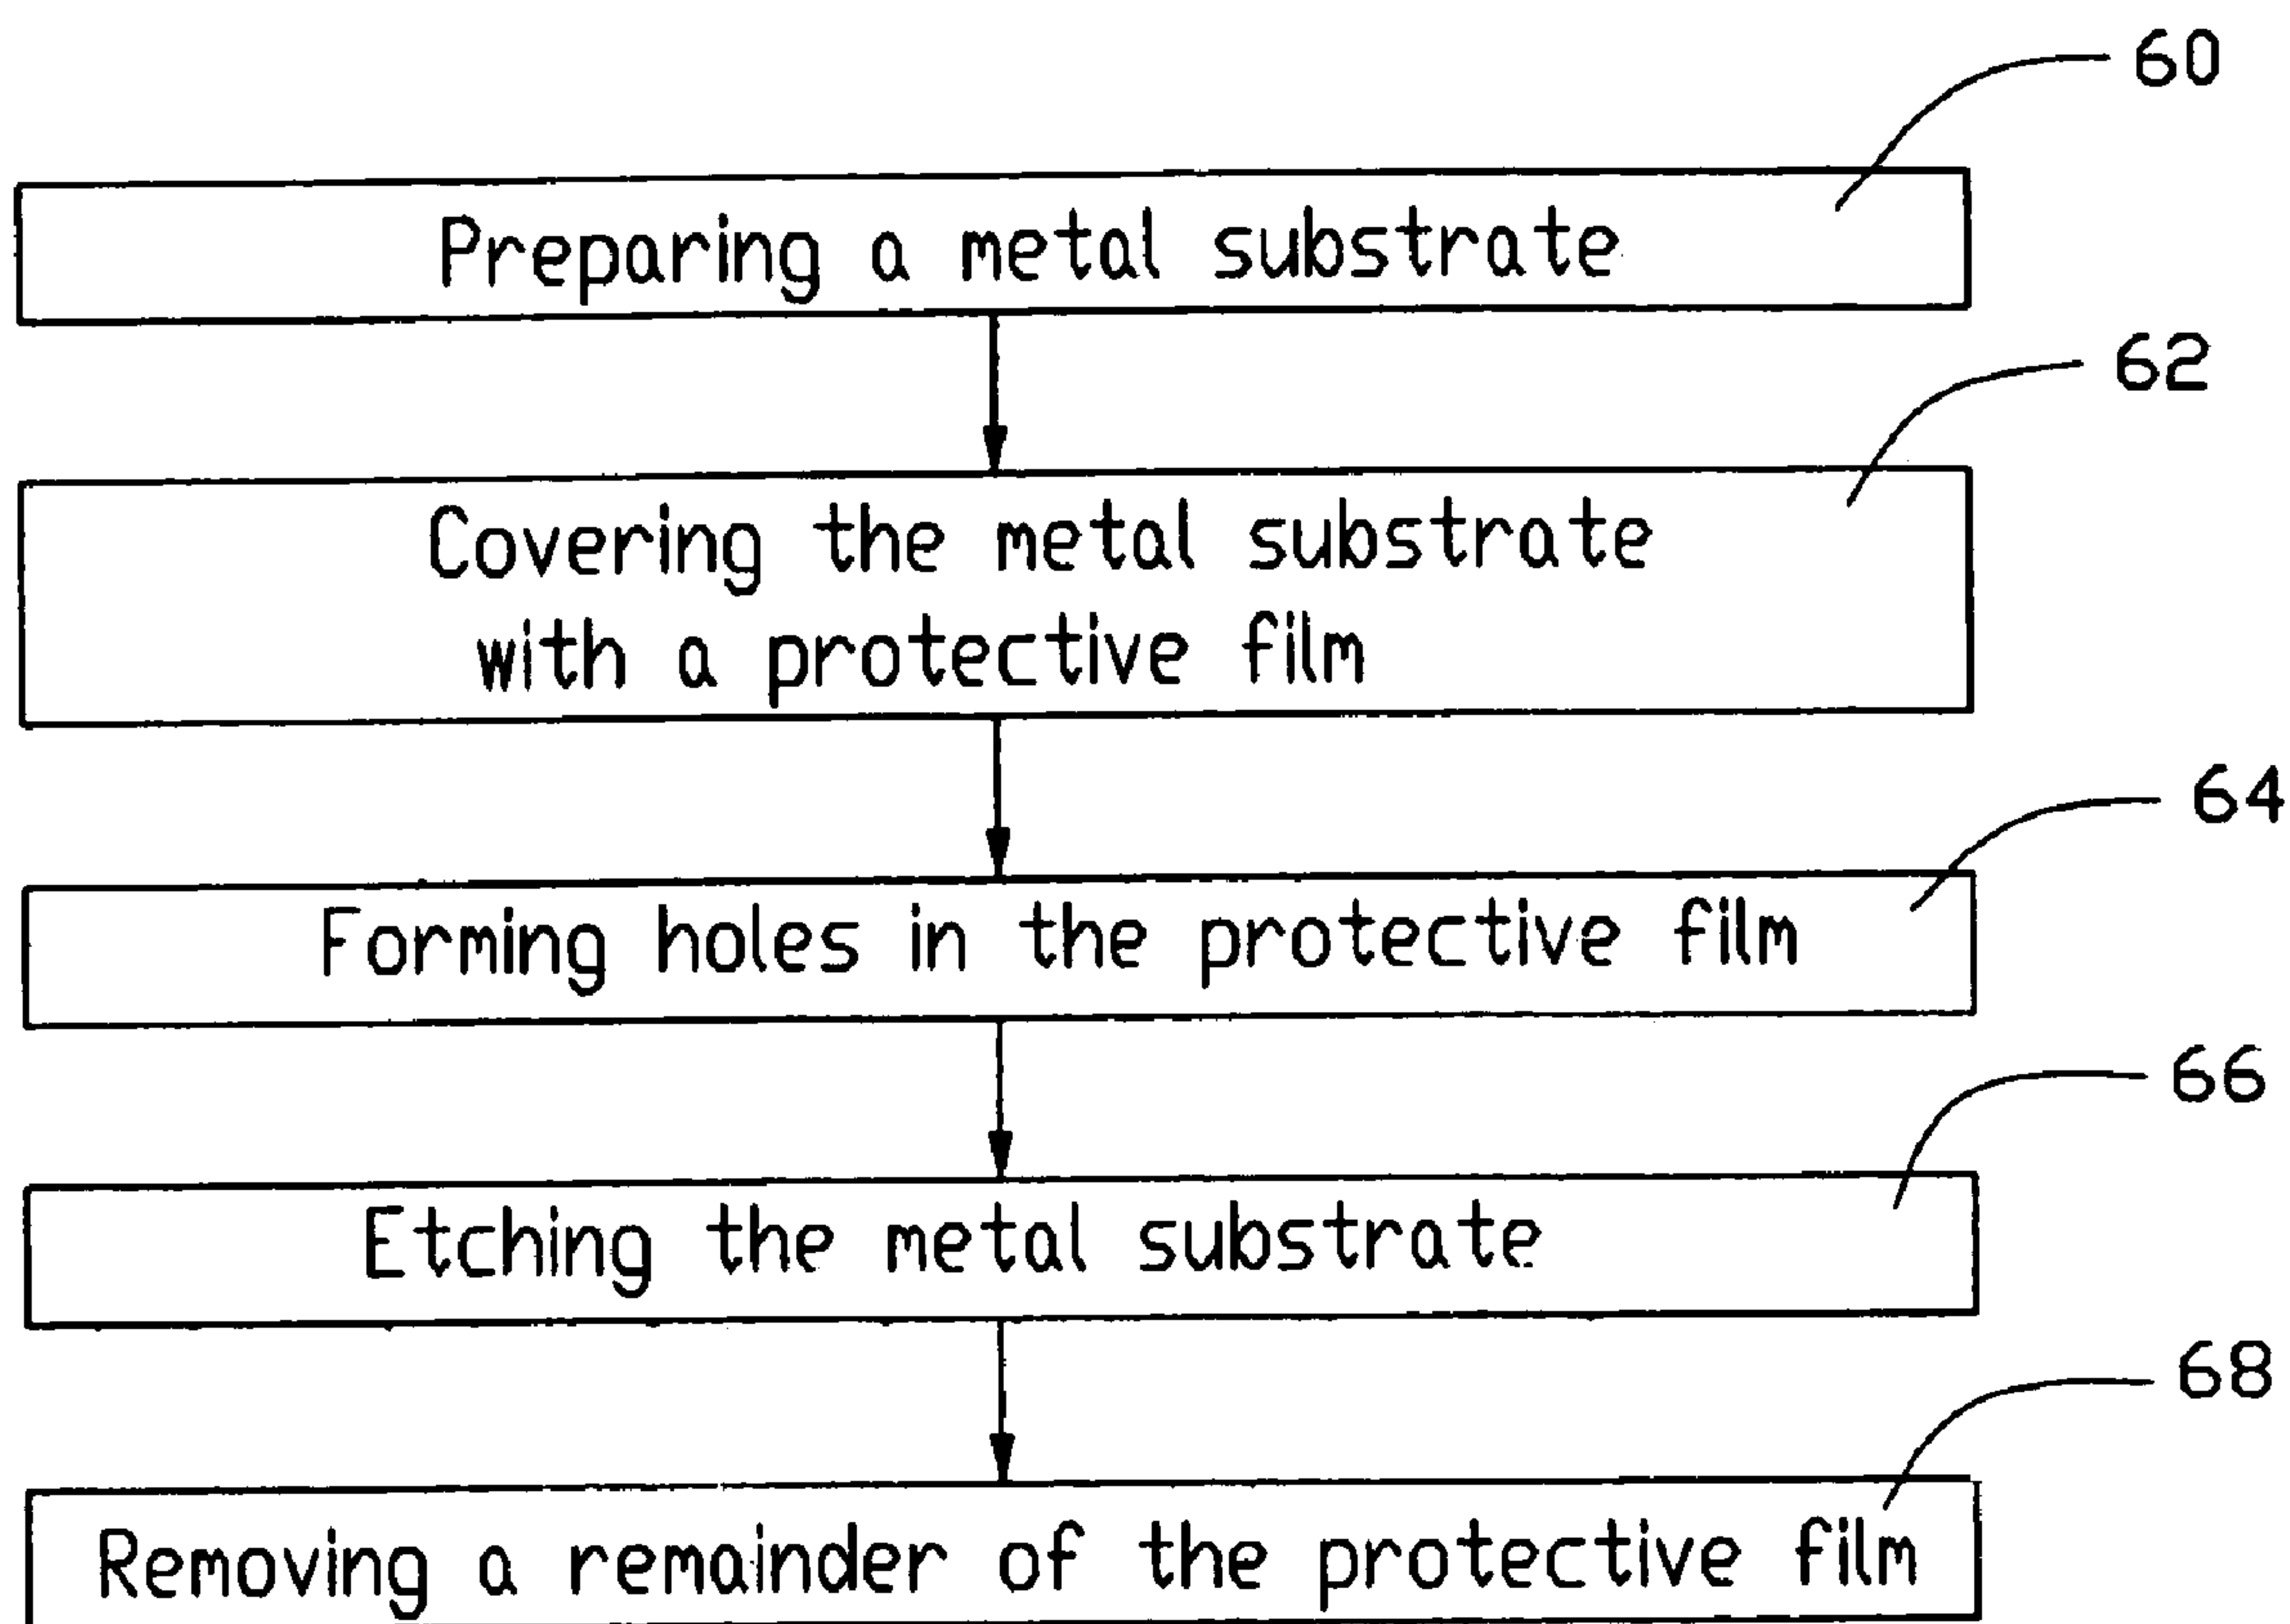 60
Preparing a metal substrate
62
Covering the metal substrate
with a protective film
64
Forming holes in the protective film
66
Etching the metal substrate
68
Removing a remainder of the protective film